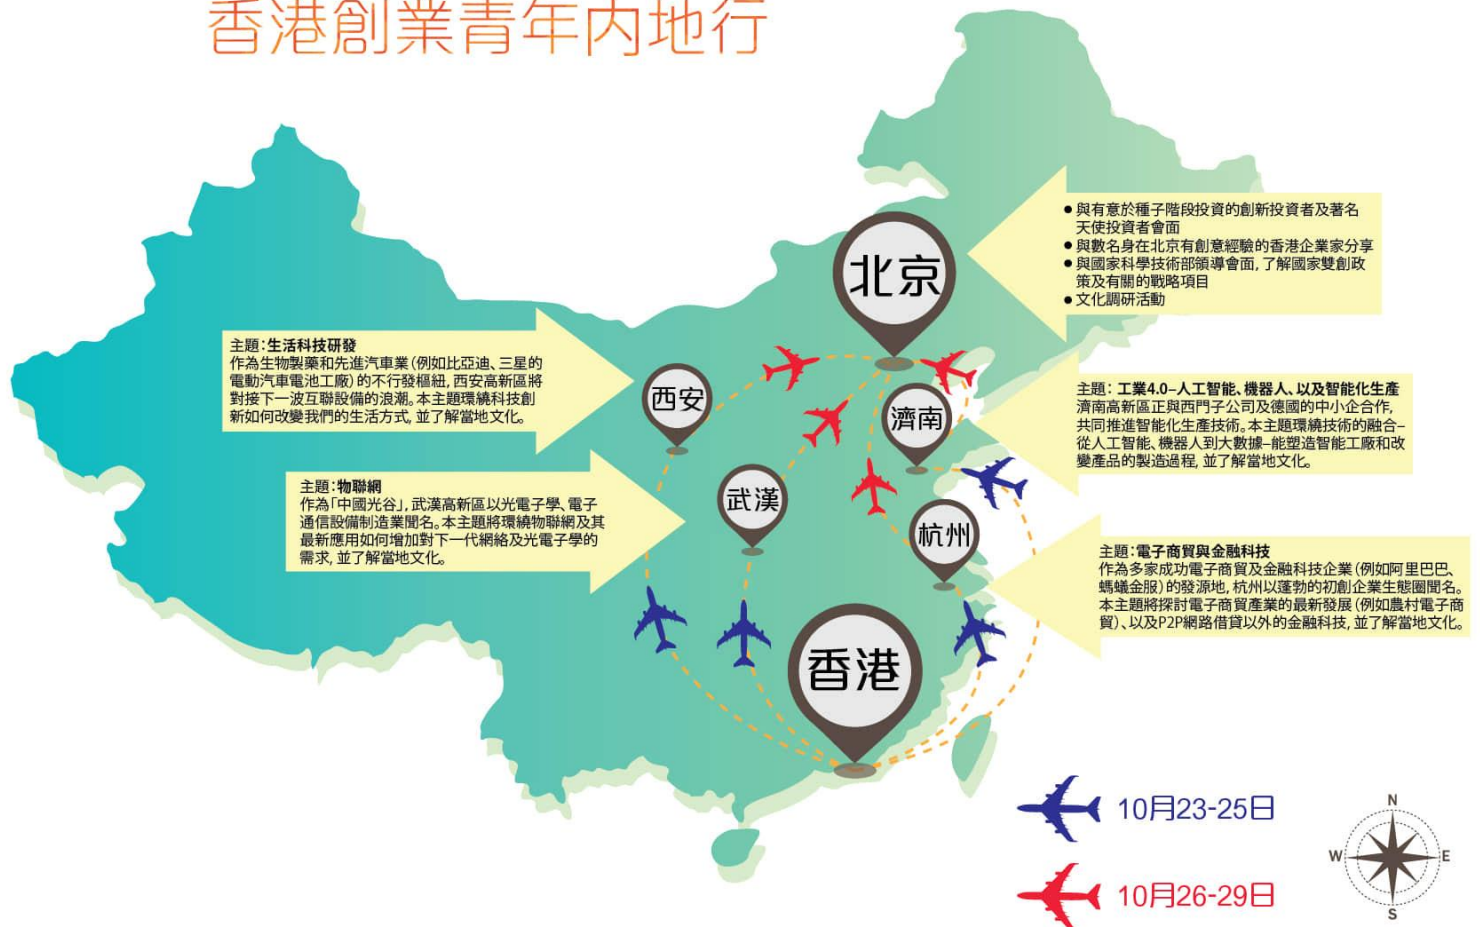 香港創業青年內地行
● 與有意於種子階段投資的創新投資者及著名
天使投資者會面
● 與數名身在北京有創意經驗的香港企業家分享
● 與國家科學技術部領導會面, 了解國家雙創政
策及有關的戰略項目
● 文化調研活動
北京
主題：生活科技研發
作為生物製藥和先進汽車業 (例如比亞迪、三星的
電動汽車電池工廠) 的不行發樞紐, 西安高新區將
對接下一波互聯設備的浪潮。本主題環繞科技創
新如何改變我們的生活方式, 並了解當地文化。
西安
主題：工業4.0–人工智能、機器人、以及智能化生產
濟南高新區正與西門子公司及德國的中小企合作,
共同推進智能化生產技術。本主題環繞技術的融合–
從人工智能、機器人到大數據–能塑造智能工廠和改
變產品的製造過程, 並了解當地文化。
濟南
主題：物聯網
作為「中國光谷」, 武漢高新區以光電子學、電子
通信設備制造業聞名。本主題將環繞物聯網及其
最新應用如何增加對下一代網絡及光電子學的
需求, 並了解當地文化。
武漢
杭州
主題：電子商貿與金融科技
作為多家成功電子商貿及金融科技企業 (例如阿里巴巴、
螞蟻金服) 的發源地, 杭州以蓬勃的初創企業生態圈聞名。
本主題將探討電子商貿產業的最新發展 (例如農村電子商
貿)、以及P2P網路借貸以外的金融科技, 並了解當地文化。
香港
10月23-25日
10月26-29日
N
W
E
S